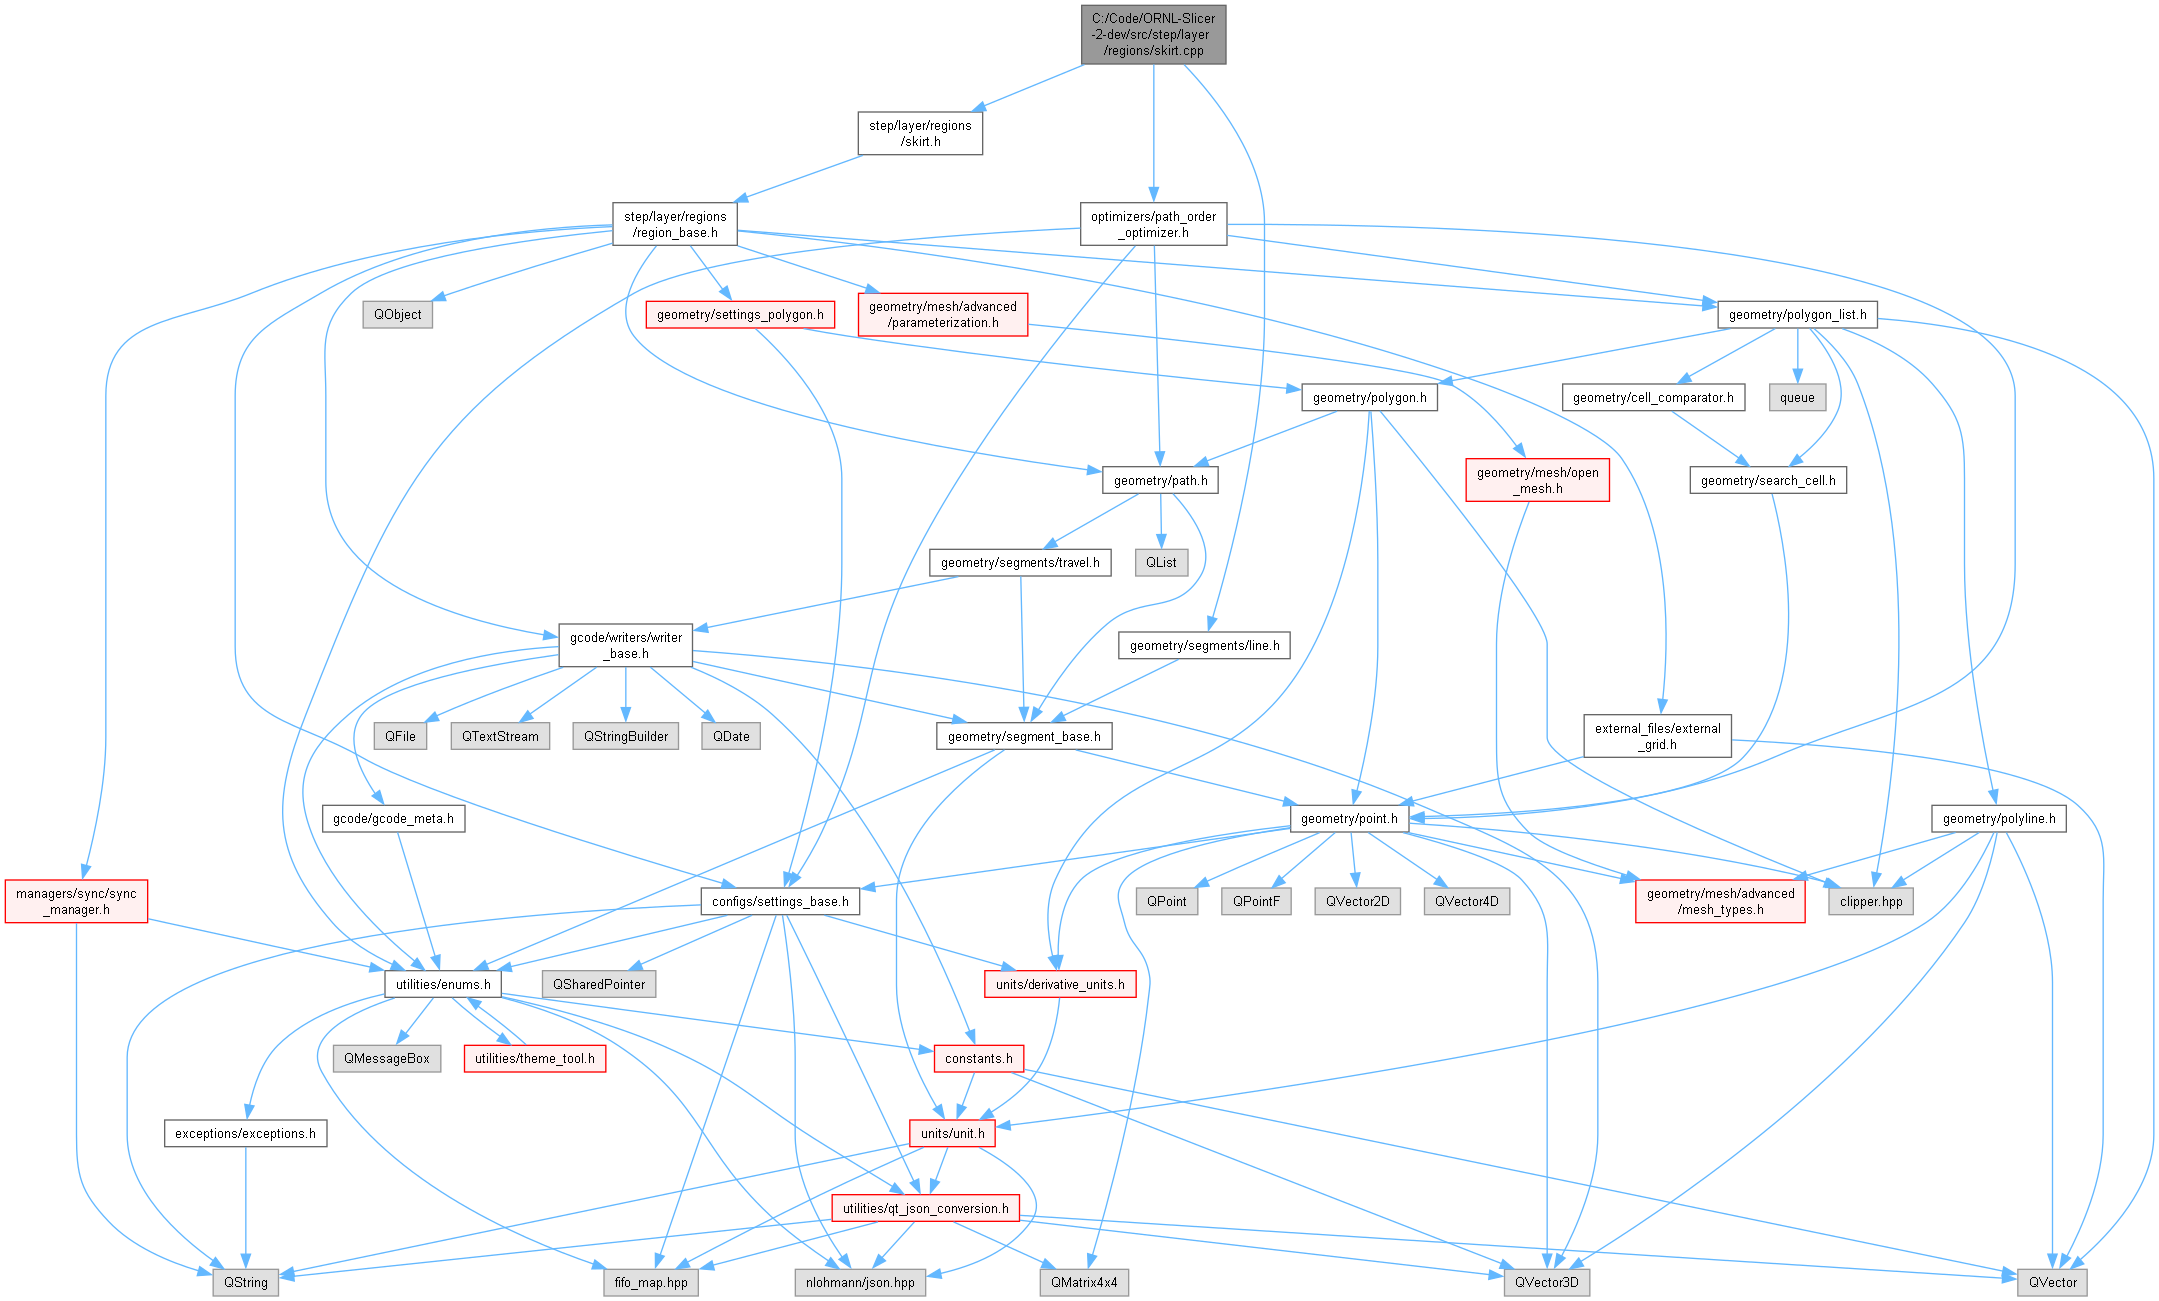 C:/Code/ORNL-Slicer
-2-dev/src/step/layer
/regions/skirt.cpp
step/layer/regions
/skirt.h
step/layer/regions
/region_base.h
optimizers/path_order
_optimizer.h
QObject
geometry/settings_polygon.h
geometry/mesh/advanced
/parameterization.h
geometry/polygon_list.h
geometry/polygon.h
geometry/cell_comparator.h
queue
geometry/path.h
geometry/mesh/open
_mesh.h
geometry/search_cell.h
geometry/segments/travel.h
QList
gcode/writers/writer
_base.h
geometry/segments/line.h
QFile
QTextStream
QStringBuilder
QDate
geometry/segment_base.h
external_files/external
_grid.h
gcode/gcode_meta.h
geometry/point.h
geometry/polyline.h
managers/sync/sync
_manager.h
configs/settings_base.h
QPoint
QPointF
QVector2D
QVector4D
geometry/mesh/advanced
/mesh_types.h
clipper.hpp
utilities/enums.h
QSharedPointer
units/derivative_units.h
QMessageBox
utilities/theme_tool.h
constants.h
exceptions/exceptions.h
units/unit.h
utilities/qt_json_conversion.h
QString
fifo_map.hpp
nlohmann/json.hpp
QMatrix4x4
QVector3D
QVector